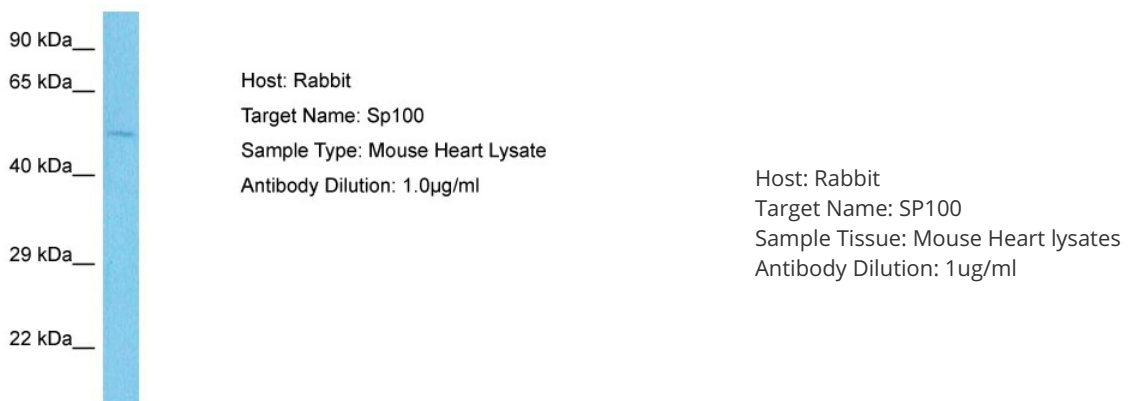 90 kDa__
65 kDa__
40 kDa__
29 kDa__
22 kDa__
Host: Rabbit
Target Name: Sp100
Sample Type: Mouse Heart Lysate
Antibody Dilution: 1.0µg/ml
Host: Rabbit
Target Name: SP100
Sample Tissue: Mouse Heart lysates
Antibody Dilution: 1ug/ml